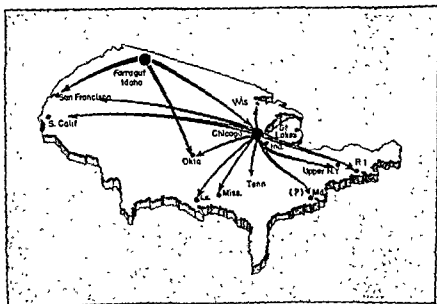 Farragut
Idaho
San Francisco
S. Calif
Wis
Gt
Lakes
Chicago
Ind.
Okla
R I
Upper N.Y
Tenn
(P) Md.
La.
Miss.